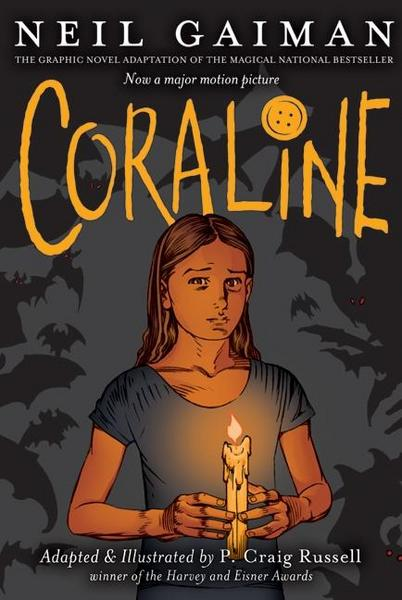 NEIL GAIMAN
THE GRAPHIC NOVEL ADAPTATION OF THE MAGICAL NATIONAL BESTSELLER
Now a major motion picture
CORALiNE
Adapted & Illustrated by P. Craig Russell
winner of the Harvey and Eisner Awards